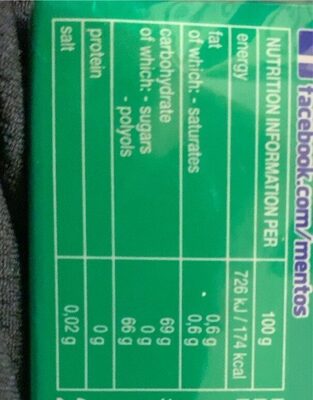 facebook.com/mentos
NUTRITION INFORMATION PER 100 g
energy 726 kJ / 174 kcal
fat 0,6 g
of which: - saturates 0,6 g
carbohydrate 69 g
of which: - sugars 0 g
- polyols 66 g
protein 0 g
salt 0,02 g